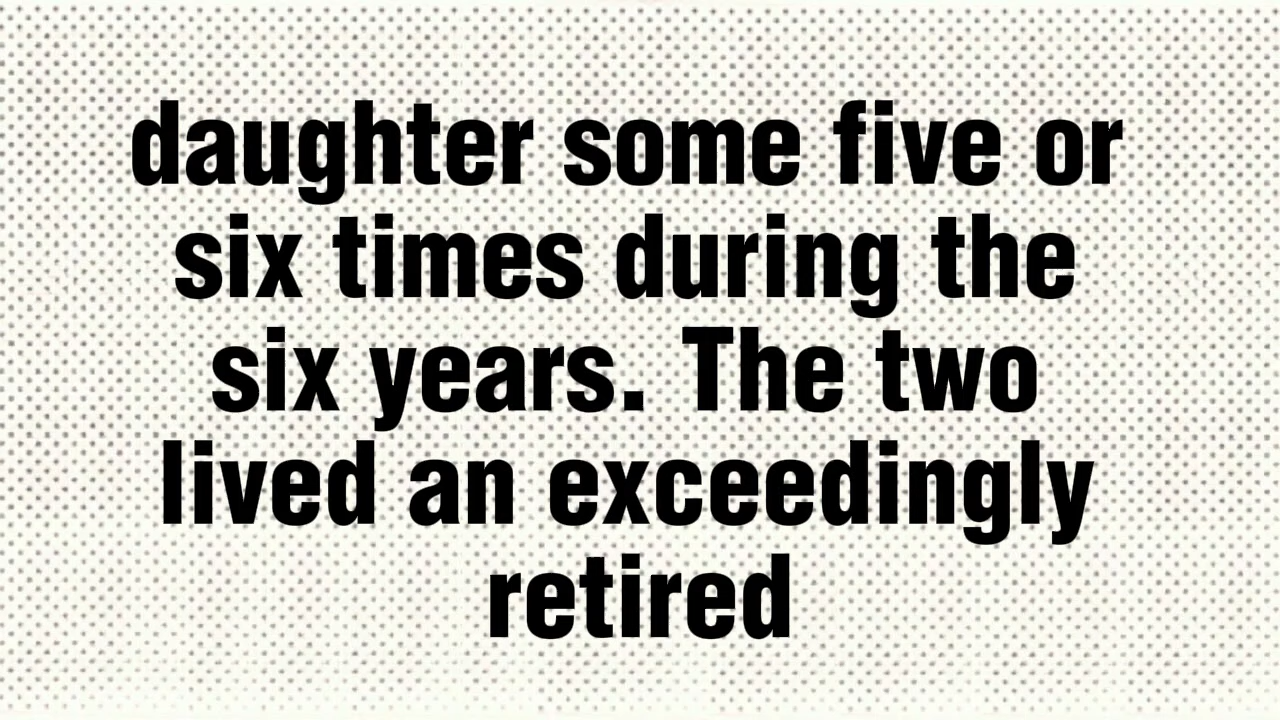 daughter some five or
six times during the
six years. The two
lived an exceedingly
retired